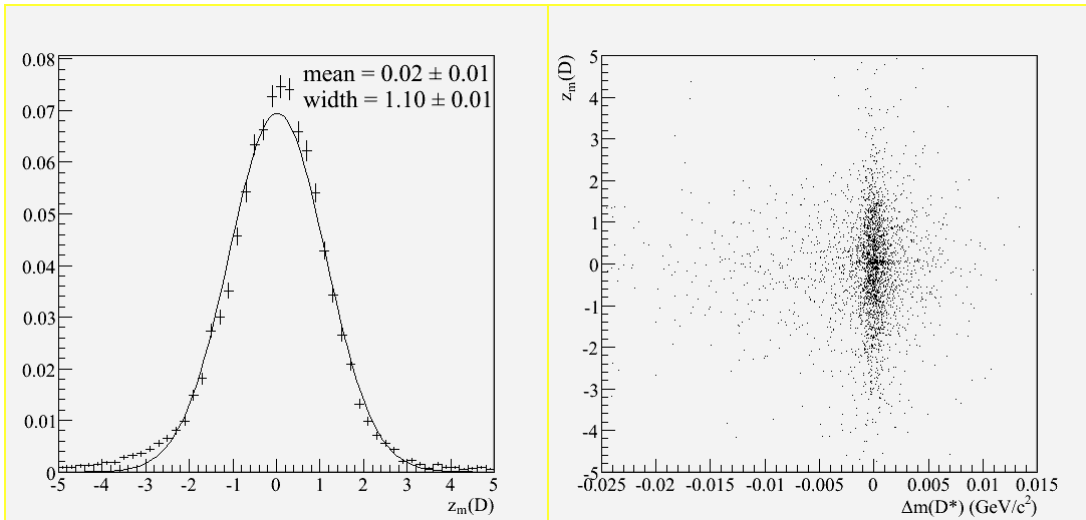 0.08
0.07
0.06
0.05
0.04
0.03
0.02
0.01
0
mean = 0.02 ± 0.01
width = 1.10 ± 0.01
-5 -4 -3 -2 -1 0 1 2 3 4 5
zm(D)
zm(D)
5
4
3
2
1
0
-1
-2
-3
-4
-5
-0.025 -0.02 -0.015 -0.01 -0.005 0 0.005 0.01 0.015
Δm(D*) (GeV/c²)